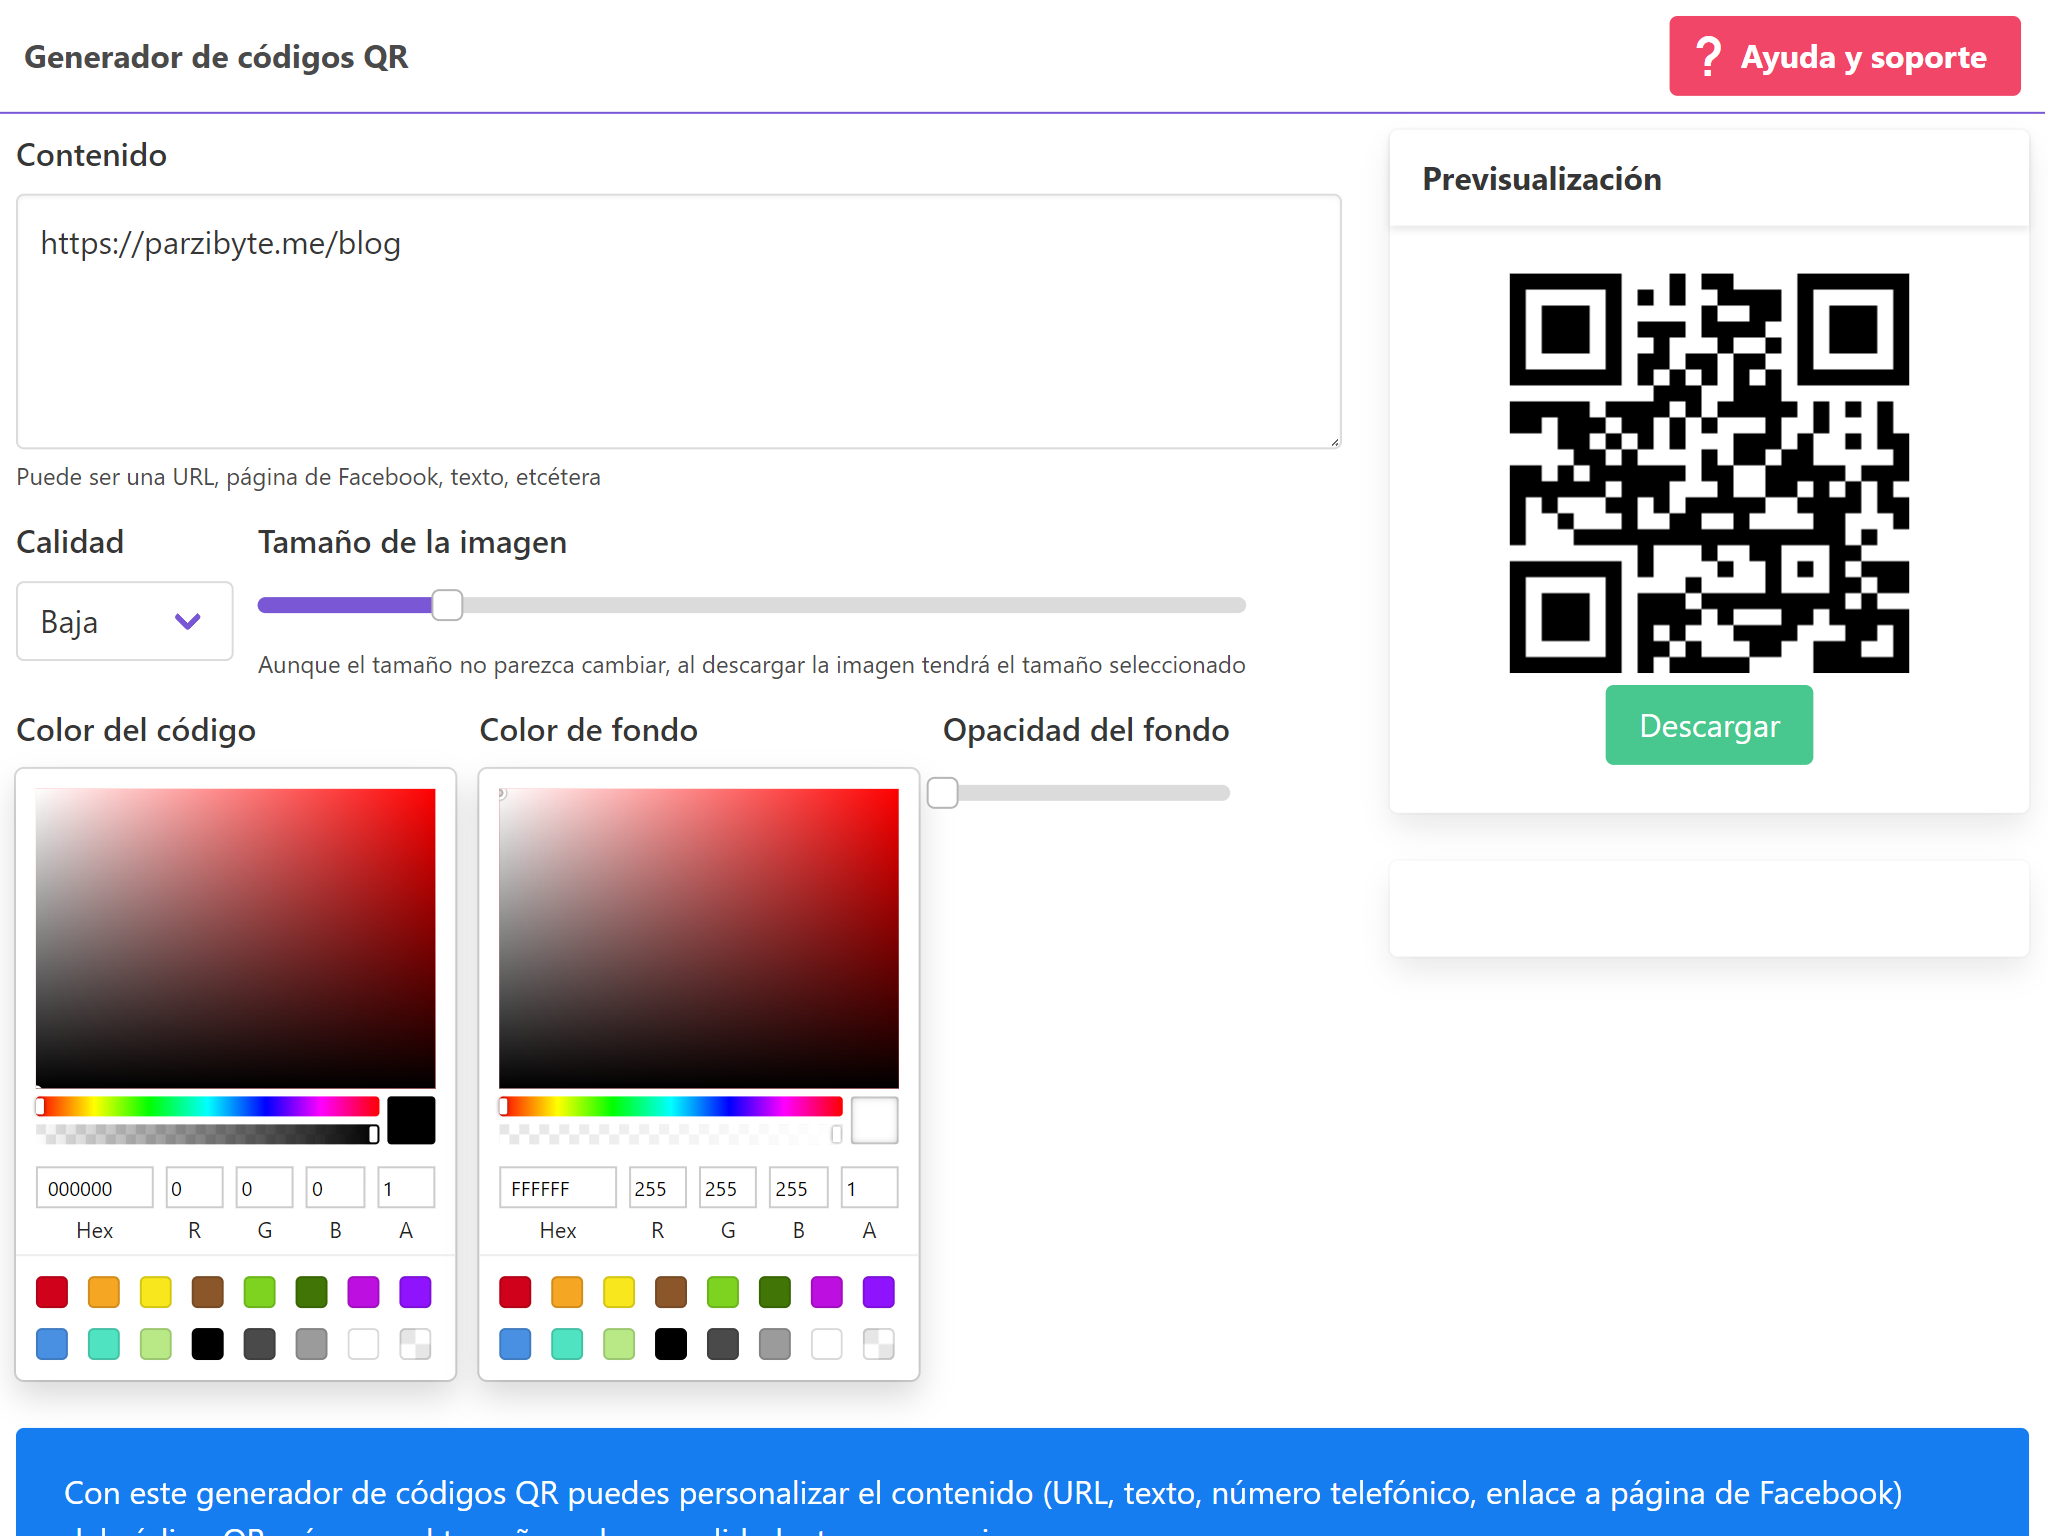 Generador de códigos QR
? Ayuda y soporte
Contenido
https://parzibyte.me/blog
Puede ser una URL, página de Facebook, texto, etcétera
Calidad
Baja
Tamaño de la imagen
Aunque el tamaño no parezca cambiar, al descargar la imagen tendrá el tamaño seleccionado
Color del código
000000 0 0 0 1
Hex R G B A
Color de fondo
FFFFFF 255 255 255 1
Hex R G B A
Opacidad del fondo
Previsualización
Descargar
Con este generador de códigos QR puedes personalizar el contenido (URL, texto, número telefónico, enlace a página de Facebook)